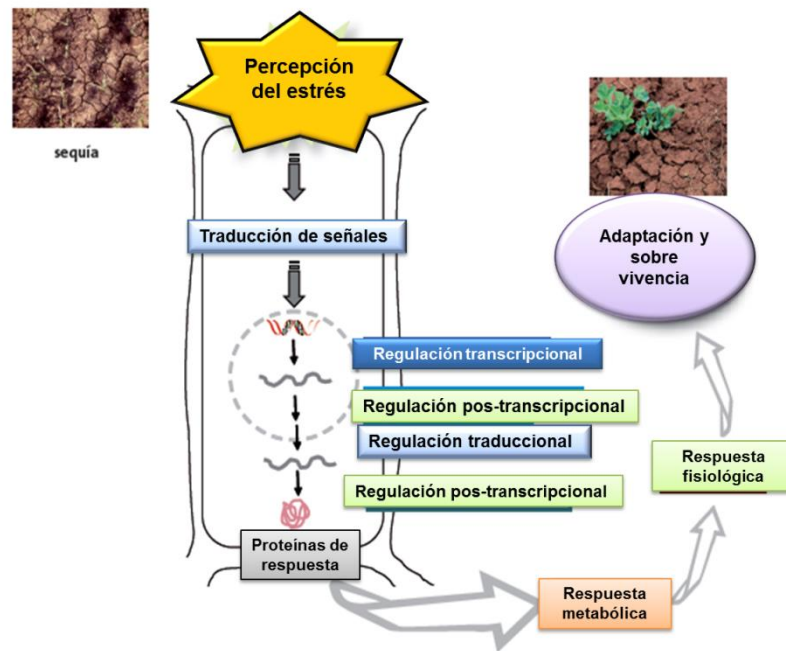 Percepción
del estrés
sequía
Traducción de señales
Adaptación y
sobre
vivencia
Regulación transcripcional
Regulación pos-transcripcional
Regulación traduccional
Regulación pos-transcripcional
Respuesta
fisiológica
Proteínas de
respuesta
Respuesta
metabólica